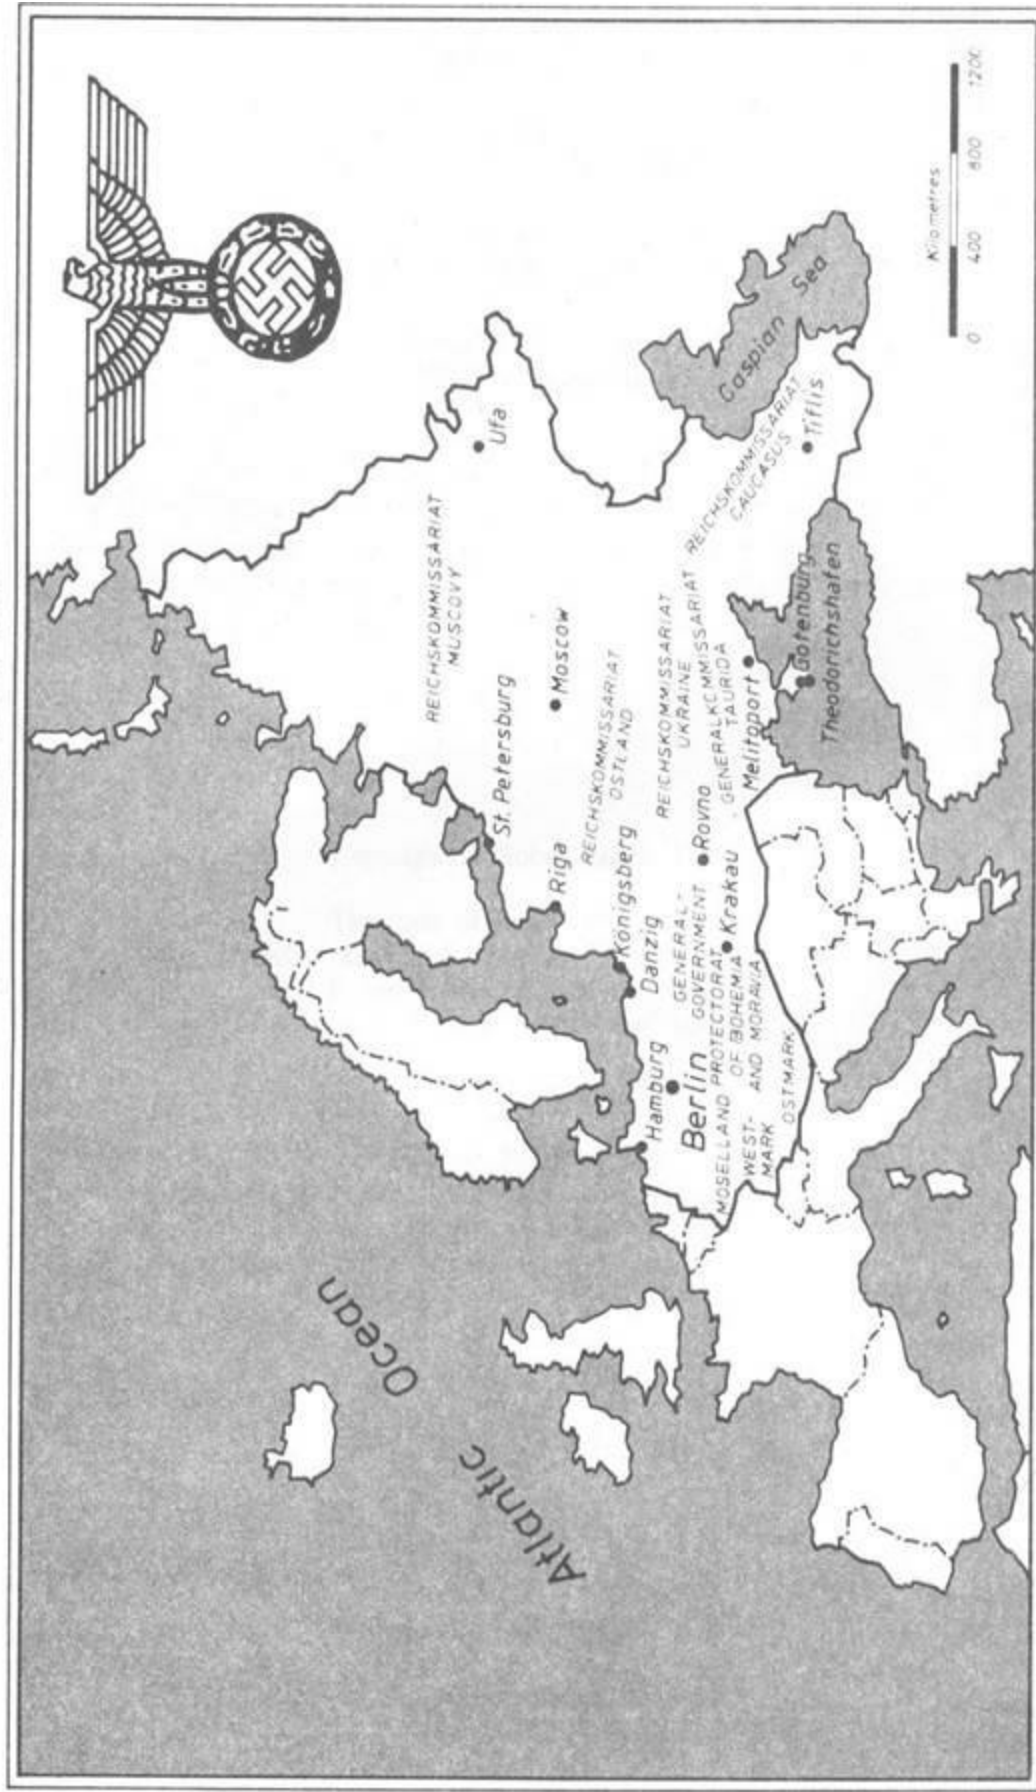 Atlantic
Ocean
REICHSKOMMISSARIAT
MUSCOVY
Ufa
St. Petersburg
Moscow
Riga
REICHSKOMMISSARIAT
OSTLAND
Königsberg
Danzig
Hamburg
Berlin
GENERAL-
GOVERNMENT
REICHSKOMMISSARIAT
UKRAINE
Rovno
Krakau
MOSELLAND
PROTECTORAT
OF BOHEMIA
AND MORAVIA
WEST-
MARK
OSTMARK
GENERALKOMMISSARIAT
TAURIDA
Melitoport
Gotenburg
Theodorichshafen
REICHSKOMMISSARIAT
CAUCASUS
Tiflis
Caspian Sea
Kilometres
0 400 800 1200